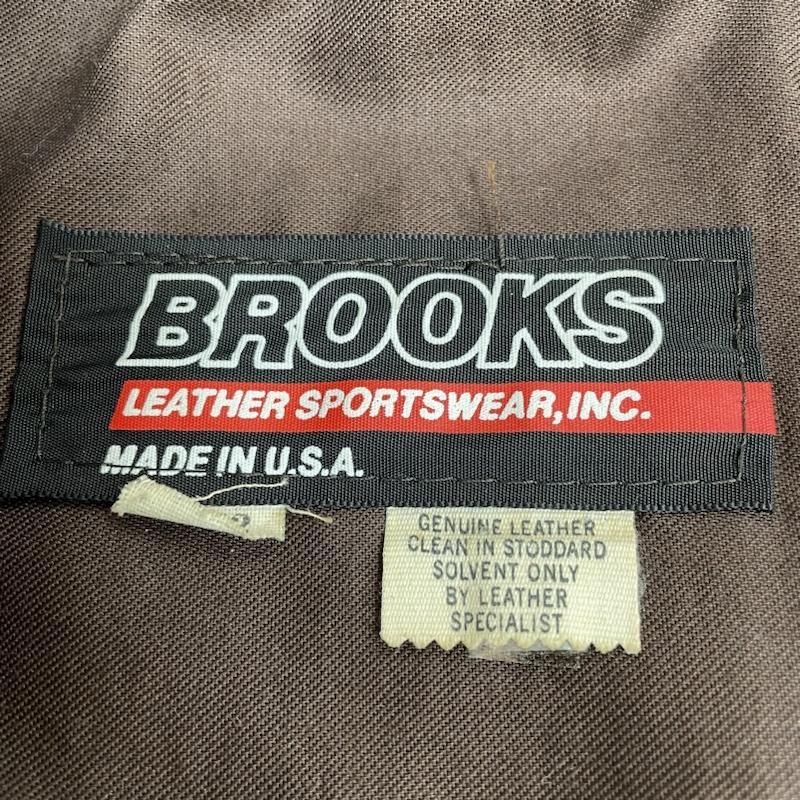 BROOKS
LEATHER SPORTSWEAR, INC.
MADE IN U.S.A.
GENUINE LEATHER
CLEAN IN STODDARD
SOLVENT ONLY
BY LEATHER
SPECIALIST